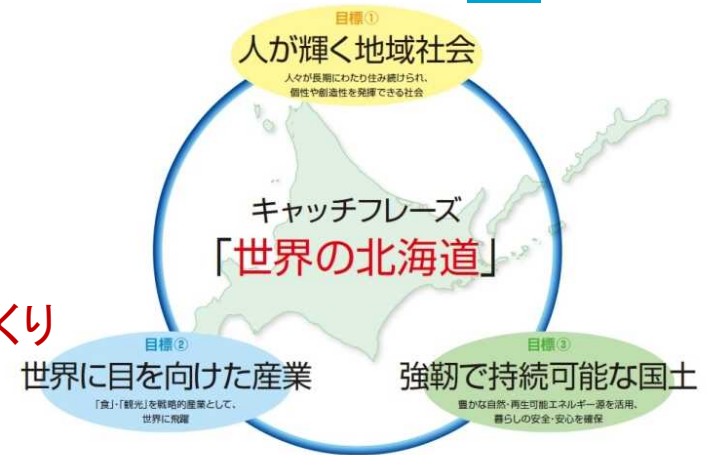 目標①
人が輝く地域社会
人々が長期にわたり住み続けられ、
個性や創造性を発揮できる社会
キャッチフレーズ
「世界の北海道」
くり
目標②
世界に目を向けた産業
「食」・「観光」を戦略的産業として、
世界に飛躍
目標③
強靭で持続可能な国土
豊かな自然・再生可能エネルギー源を活用、
暮らしの安全・安心を確保